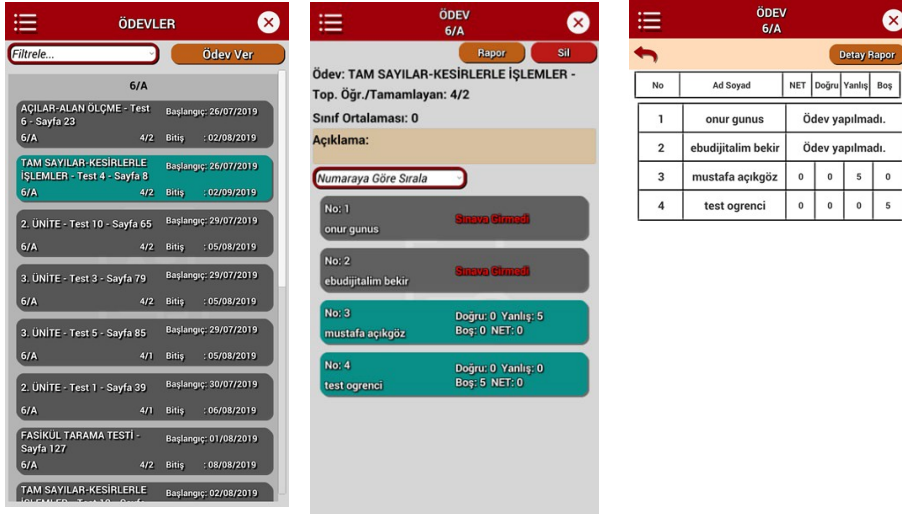 ÖDEVLER
Filtrele...
Ödev Ver
6/A
AÇILAR-ALAN ÖLÇME - Test
6 - Sayfa 23
Başlangıç: 26/07/2019
6/A 4/2 Bitiş : 02/08/2019
TAM SAYILAR-KESİRLERLE
İŞLEMLER - Test 4 - Sayfa 8
Başlangıç: 26/07/2019
6/A 4/2 Bitiş : 02/09/2019
2. ÜNİTE - Test 10 - Sayfa 65
Başlangıç: 29/07/2019
6/A 4/2 Bitiş : 05/08/2019
3. ÜNİTE - Test 3 - Sayfa 79
Başlangıç: 29/07/2019
6/A 4/2 Bitiş : 05/08/2019
3. ÜNİTE - Test 5 - Sayfa 85
Başlangıç: 29/07/2019
6/A 4/1 Bitiş : 05/08/2019
2. ÜNİTE - Test 1 - Sayfa 39
Başlangıç: 30/07/2019
6/A 4/1 Bitiş : 06/08/2019
FASİKÜL TARAMA TESTİ -
Sayfa 127
Başlangıç: 01/08/2019
6/A 4/2 Bitiş : 08/08/2019
TAM SAYILAR-KESİRLERLE
Başlangıç: 02/08/2019
ÖDEV
6/A
Rapor
Sil
Ödev: TAM SAYILAR-KESİRLERLE İŞLEMLER -
Top. Öğr./Tamamlayan: 4/2
Sınıf Ortalaması: 0
Açıklama:
Numaraya Göre Sırala
No: 1
onur gunus
Sınava Girmedi
No: 2
ebudijitalim bekir
Sınava Girmedi
No: 3
mustafa açıkgöz
Doğru: 0 Yanlış: 5
Boş: 0 NET: 0
No: 4
test ogrenci
Doğru: 0 Yanlış: 0
Boş: 5 NET: 0
ÖDEV
6/A
Detay Rapor
No Ad Soyad NET Doğru Yanlış Boş
1 onur gunus Ödev yapılmadı.
2 ebudijitalim bekir Ödev yapılmadı.
3 mustafa açıkgöz 0 0 5 0
4 test ogrenci 0 0 0 5